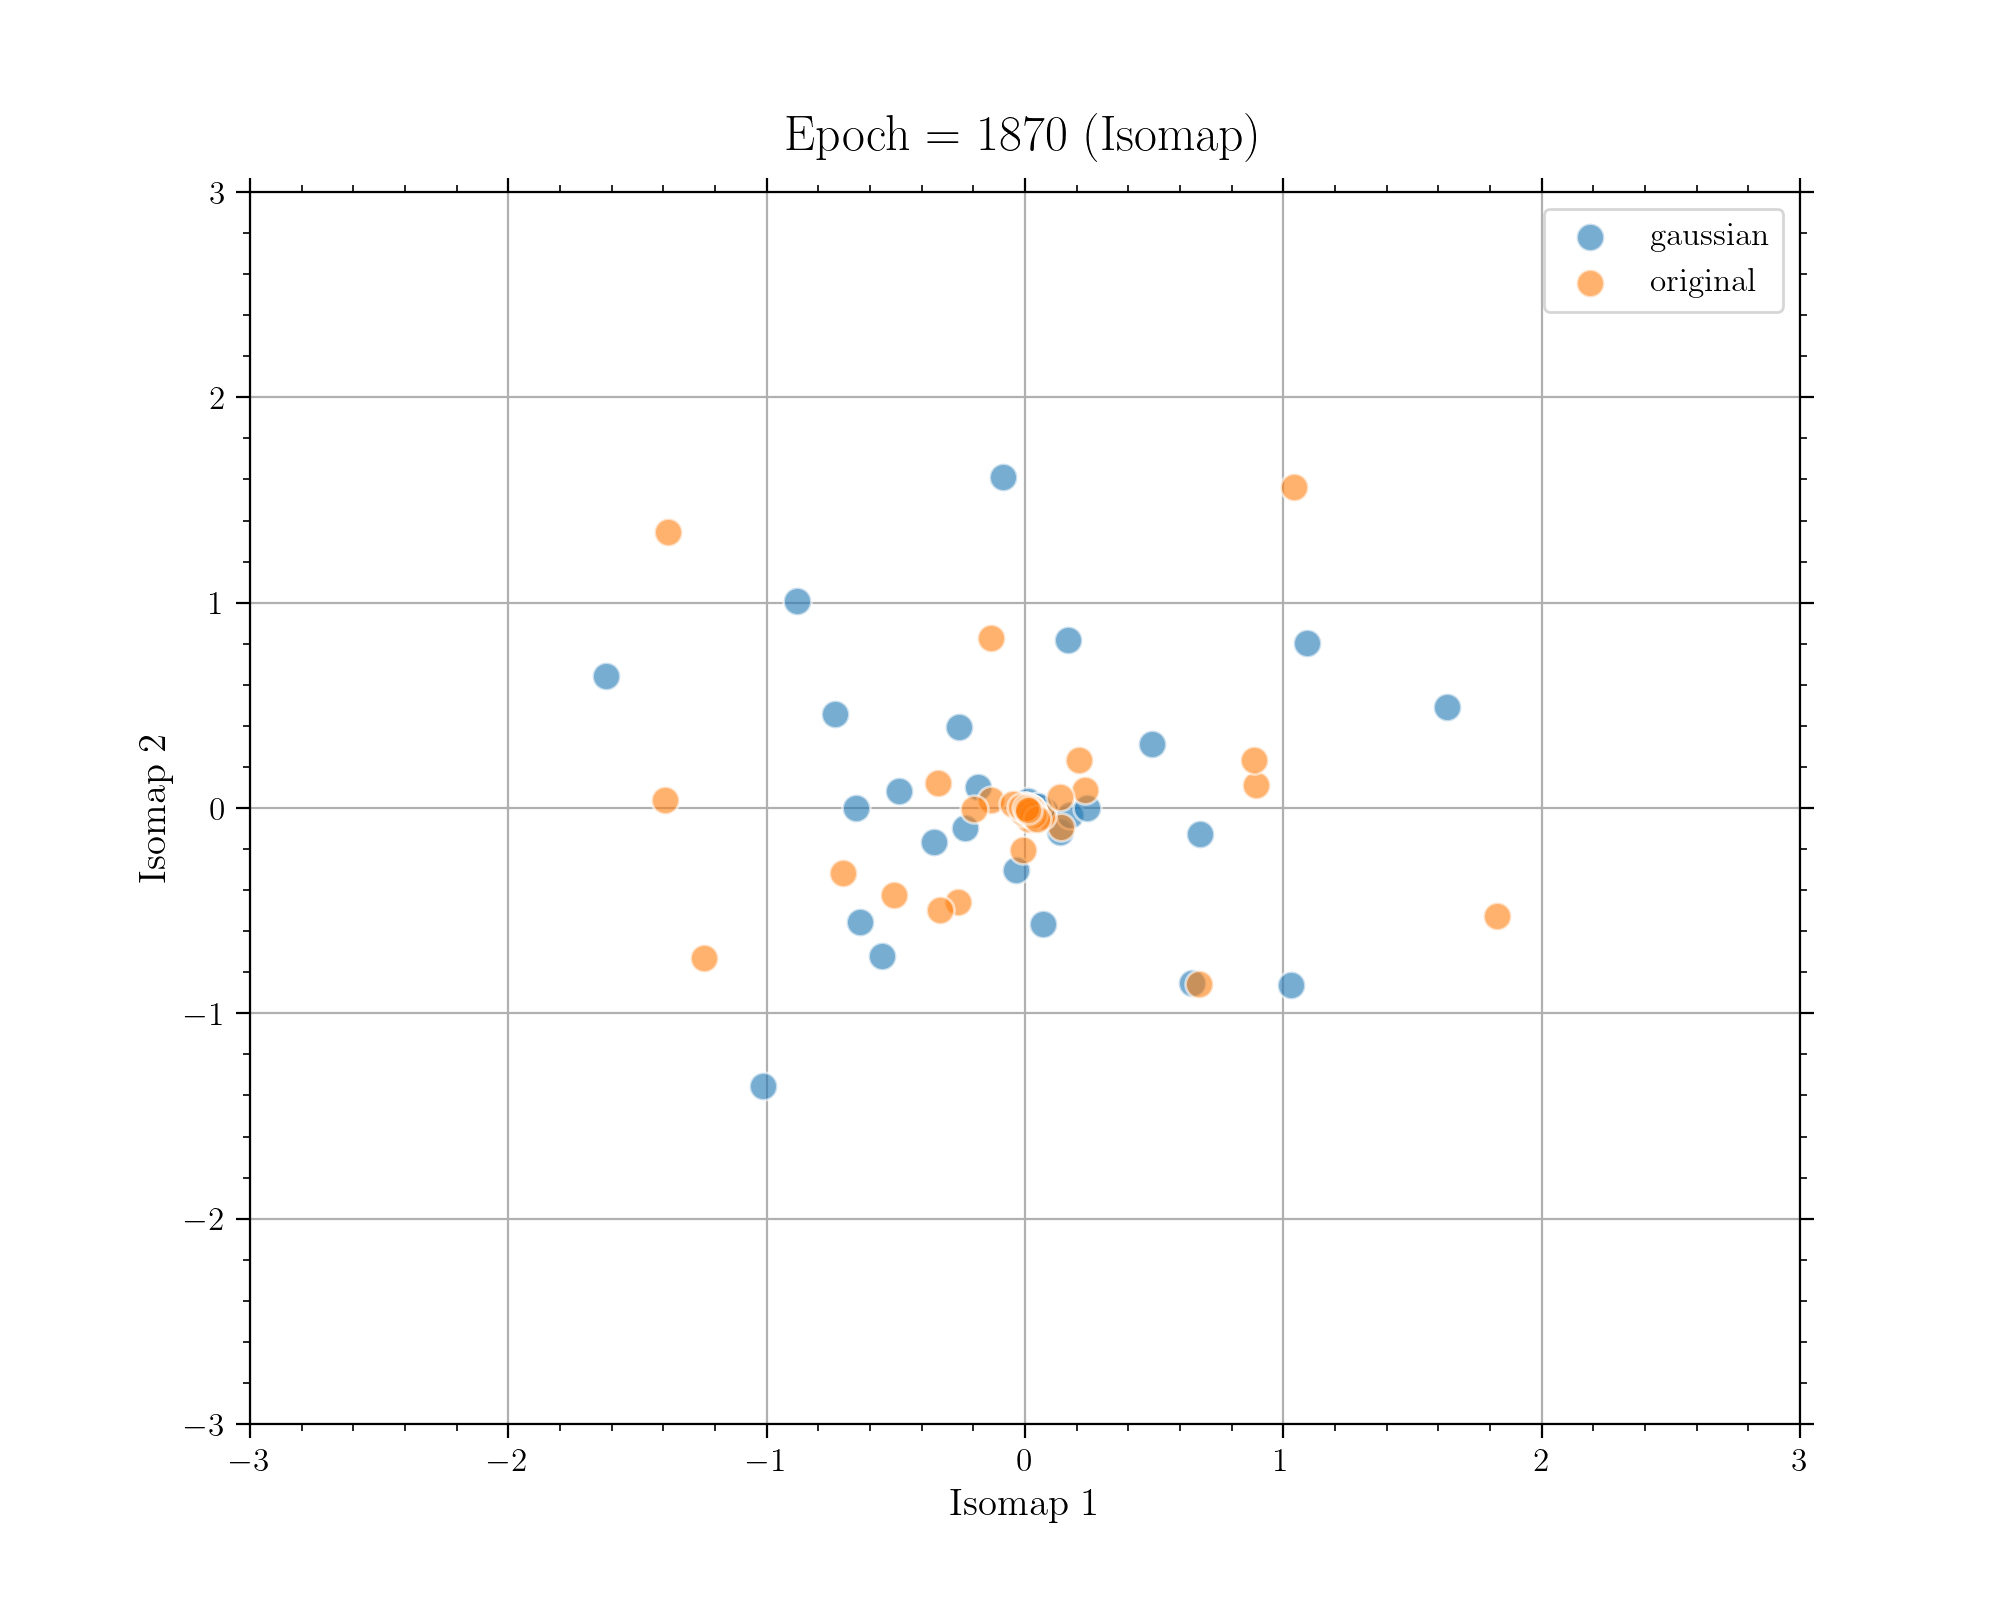 Epoch = 1870 (Isomap)
gaussian
original
3
2
1
0
−1
−2
−3
Isomap 2
−3
−2
−1
0
1
2
3
Isomap 1